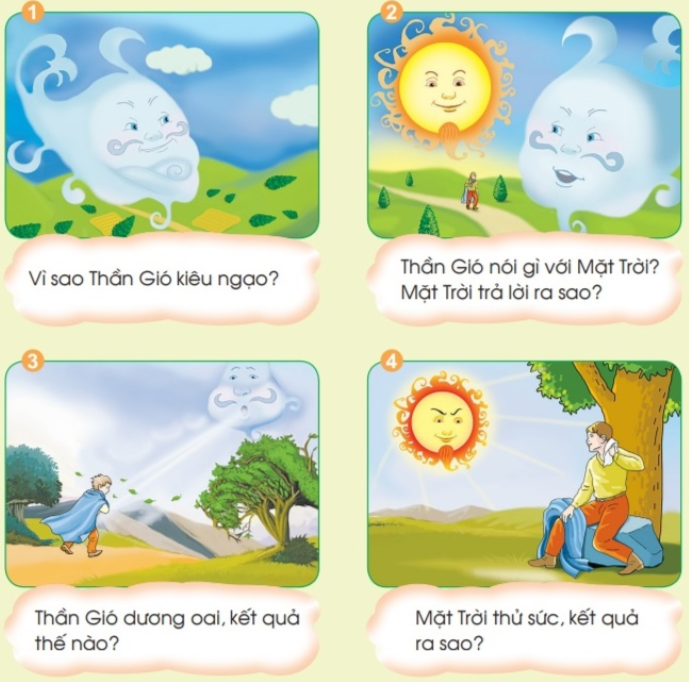 1
2
Vì sao Thần Gió kiêu ngạo?
Thần Gió nói gì với Mặt Trời?
Mặt Trời trả lời ra sao?
3
4
Thần Gió dương oai, kết quả
thế nào?
Mặt Trời thử sức, kết quả
ra sao?